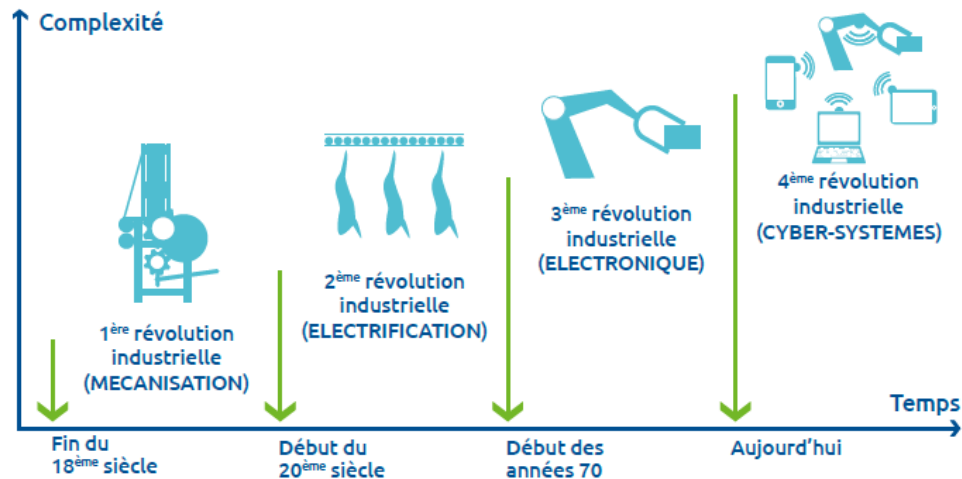 Complexité
1ère révolution
industrielle
(MECANISATION)
2ème révolution
industrielle
(ELECTRIFICATION)
3ème révolution
industrielle
(ELECTRONIQUE)
4ème révolution
industrielle
(CYBER-SYSTEMES)
Temps
Fin du
18ème siècle
Début du
20ème siècle
Début des
années 70
Aujourd'hui